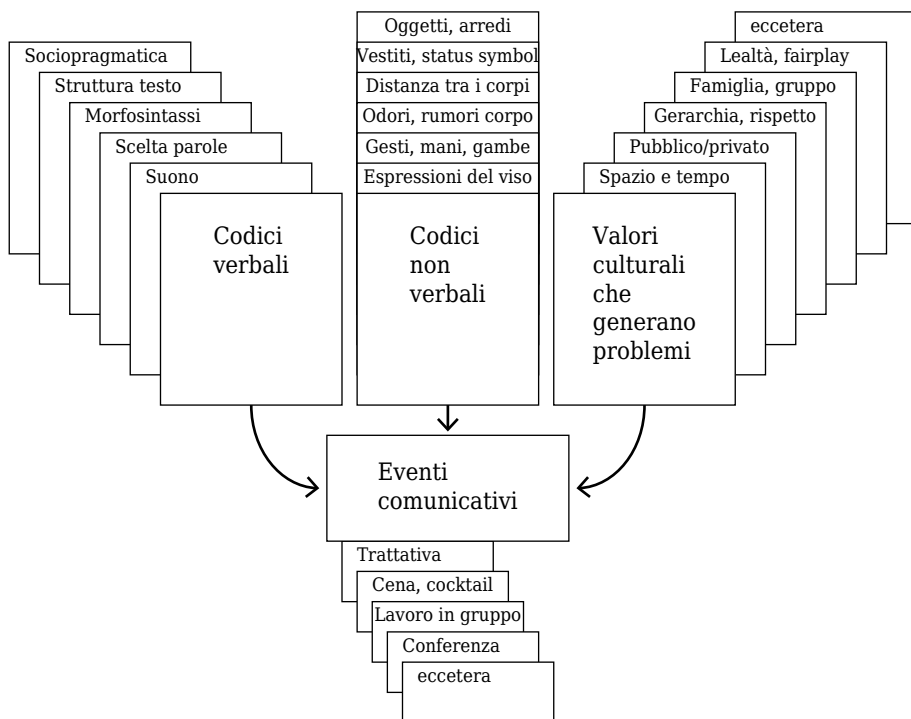 Sociopragmatica
Struttura testo
Morfosintassi
Scelta parole
Suono
Codici
verbali
Oggetti, arredi
Vestiti, status symbol
Distanza tra i corpi
Odori, rumori corpo
Gesti, mani, gambe
Espressioni del viso
Codici
non
verbali
eccetera
Lealtà, fairplay
Famiglia, gruppo
Gerarchia, rispetto
Pubblico/privato
Spazio e tempo
Valori
culturali
che
generano
problemi
Eventi
comunicativi
Trattativa
Cena, cocktail
Lavoro in gruppo
Conferenza
eccetera